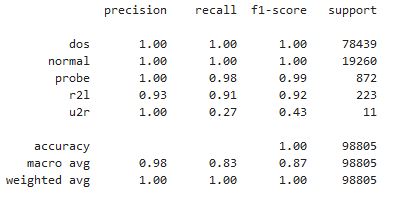 precision recall f1-score support
dos 1.00 1.00 1.00 78439
normal 1.00 1.00 1.00 19260
probe 1.00 0.98 0.99 872
r2l 0.93 0.91 0.92 223
u2r 1.00 0.27 0.43 11
accuracy 1.00 98805
macro avg 0.98 0.83 0.87 98805
weighted avg 1.00 1.00 1.00 98805